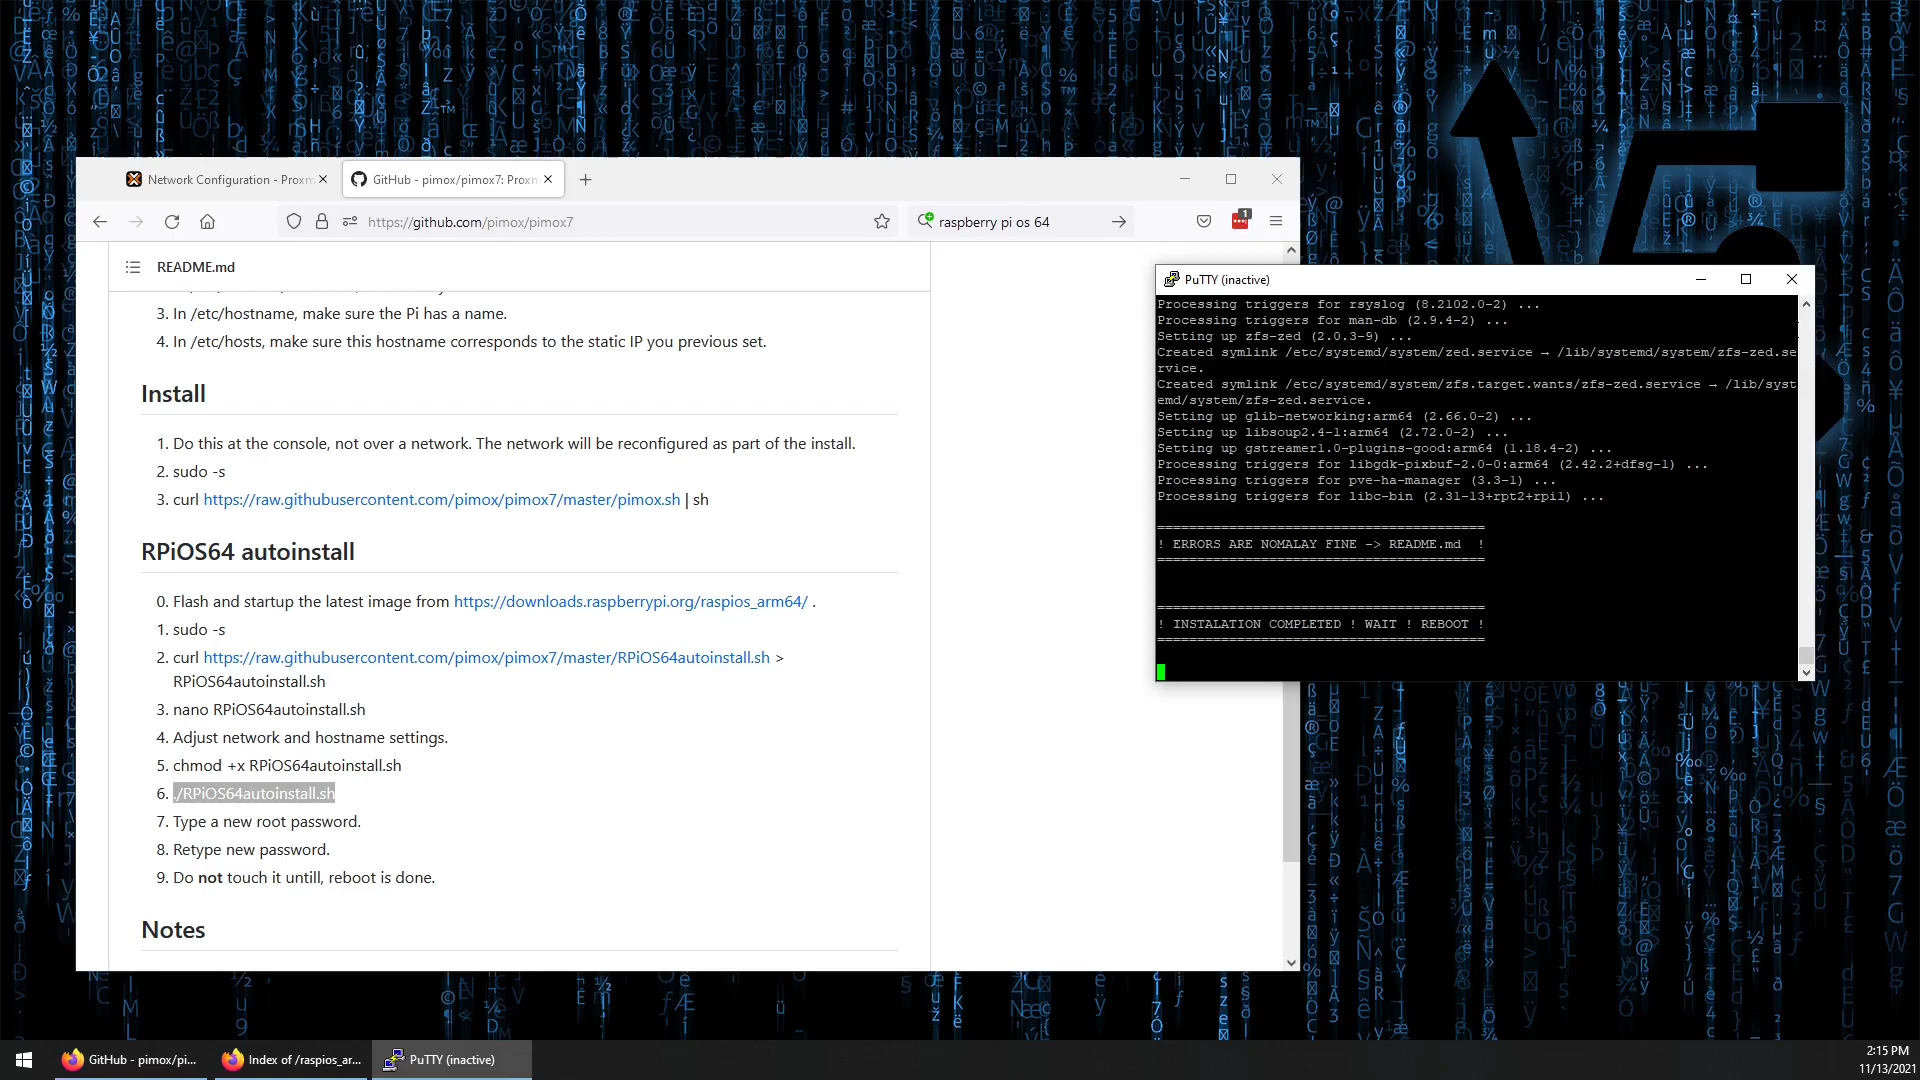 Network Configuration - Proxm
GitHub - pimox/pimox7: Proxm
https://github.com/pimox/pimox7
raspberry pi os 64
1
README.md
3. In /etc/hostname, make sure the Pi has a name.
4. In /etc/hosts, make sure this hostname corresponds to the static IP you previous set.
Install
1. Do this at the console, not over a network. The network will be reconfigured as part of the install.
2. sudo -s
3. curl https://raw.githubusercontent.com/pimox/pimox7/master/pimox.sh | sh
RPiOS64 autoinstall
0. Flash and startup the latest image from https://downloads.raspberrypi.org/raspios_arm64/ .
1. sudo -s
2. curl https://raw.githubusercontent.com/pimox/pimox7/master/RPiOS64autoinstall.sh >
RPiOS64autoinstall.sh
3. nano RPiOS64autoinstall.sh
4. Adjust network and hostname settings.
5. chmod +x RPiOS64autoinstall.sh
6. ./RPiOS64autoinstall.sh
7. Type a new root password.
8. Retype new password.
9. Do not touch it untill, reboot is done.
Notes
PuTTY (inactive)
Processing triggers for rsyslog (8.2102.0-2) ...
Processing triggers for man-db (2.9.4-2) ...
Setting up zfs-zed (2.0.3-9) ...
Created symlink /etc/systemd/system/zed.service → /lib/systemd/system/zfs-zed.se
rvice.
Created symlink /etc/systemd/system/zfs.target.wants/zfs-zed.service → /lib/syst
emd/system/zfs-zed.service.
Setting up glib-networking:arm64 (2.66.0-2) ...
Setting up libsoup2.4-1:arm64 (2.72.0-2) ...
Setting up gstreamer1.0-plugins-good:arm64 (1.18.4-2) ...
Processing triggers for libgdk-pixbuf-2.0-0:arm64 (2.42.2+dfsg-1) ...
Processing triggers for pve-ha-manager (3.3-1) ...
Processing triggers for libc-bin (2.31-13+rpt2+rpi1) ...
=========================================
! ERRORS ARE NOMALAY FINE -> README.md  !
=========================================
=========================================
! INSTALATION COMPLETED ! WAIT ! REBOOT !
=========================================
GitHub - pimox/pi...
Index of /raspios_ar...
PuTTY (inactive)
2:15 PM
11/13/2021